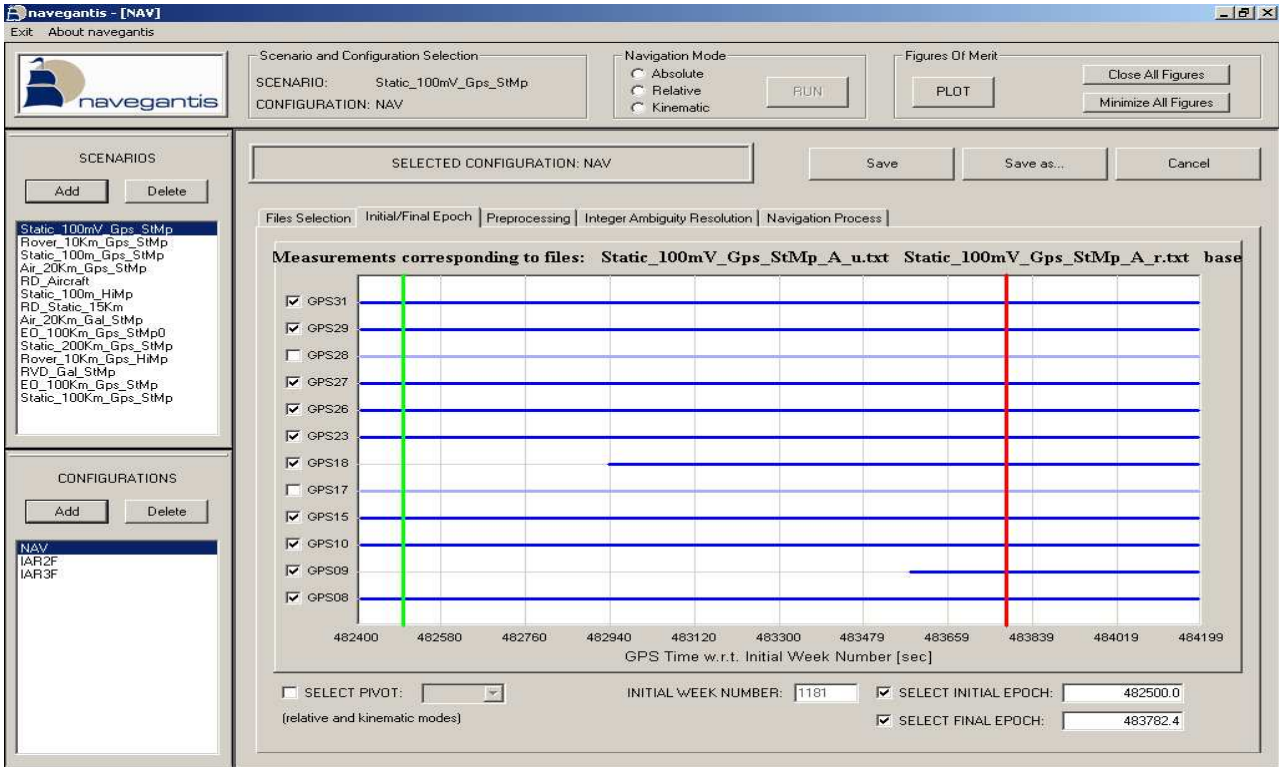 navegantis - [NAV]
Exit About navegantis
navegantis
Scenario and Configuration Selection
SCENARIO: Static_100mV_Gps_StMp
CONFIGURATION: NAV
Navigation Mode
Absolute
Relative
Kinematic
RUN
Figures Of Merit
PLOT
Close All Figures
Minimize All Figures
SCENARIOS
Add Delete
Static_100mV_Gps_StMp
Rover_10Km_Gps_StMp
Static_100m_Gps_StMp
Air_20Km_Gps_StMp
RD_Aircraft
Static_100m_HiMp
RD_Static_15Km
Air_20Km_Gal_StMp
EO_100Km_Gps_StMp0
Static_200Km_Gps_StMp
Rover_10Km_Gps_HiMp
RVD_Gal_StMp
EO_100Km_Gps_StMp
Static_100Km_Gps_StMp
CONFIGURATIONS
Add Delete
NAV
IAR2F
IAR3F
SELECTED CONFIGURATION: NAV
Save Save as... Cancel
Files Selection Initial/Final Epoch Preprocessing Integer Ambiguity Resolution Navigation Process
Measurements corresponding to files: Static_100mV_Gps_StMp_A_u.txt Static_100mV_Gps_StMp_A_r.txt base
GPS31
GPS29
GPS28
GPS27
GPS26
GPS23
GPS18
GPS17
GPS15
GPS10
GPS09
GPS08
482400 482580 482760 482940 483120 483300 483479 483659 483839 484019 484199
GPS Time w.r.t. Initial Week Number [sec]
SELECT PIVOT:
(relative and kinematic modes)
INITIAL WEEK NUMBER: 1181
SELECT INITIAL EPOCH: 482500.0
SELECT FINAL EPOCH: 483782.4